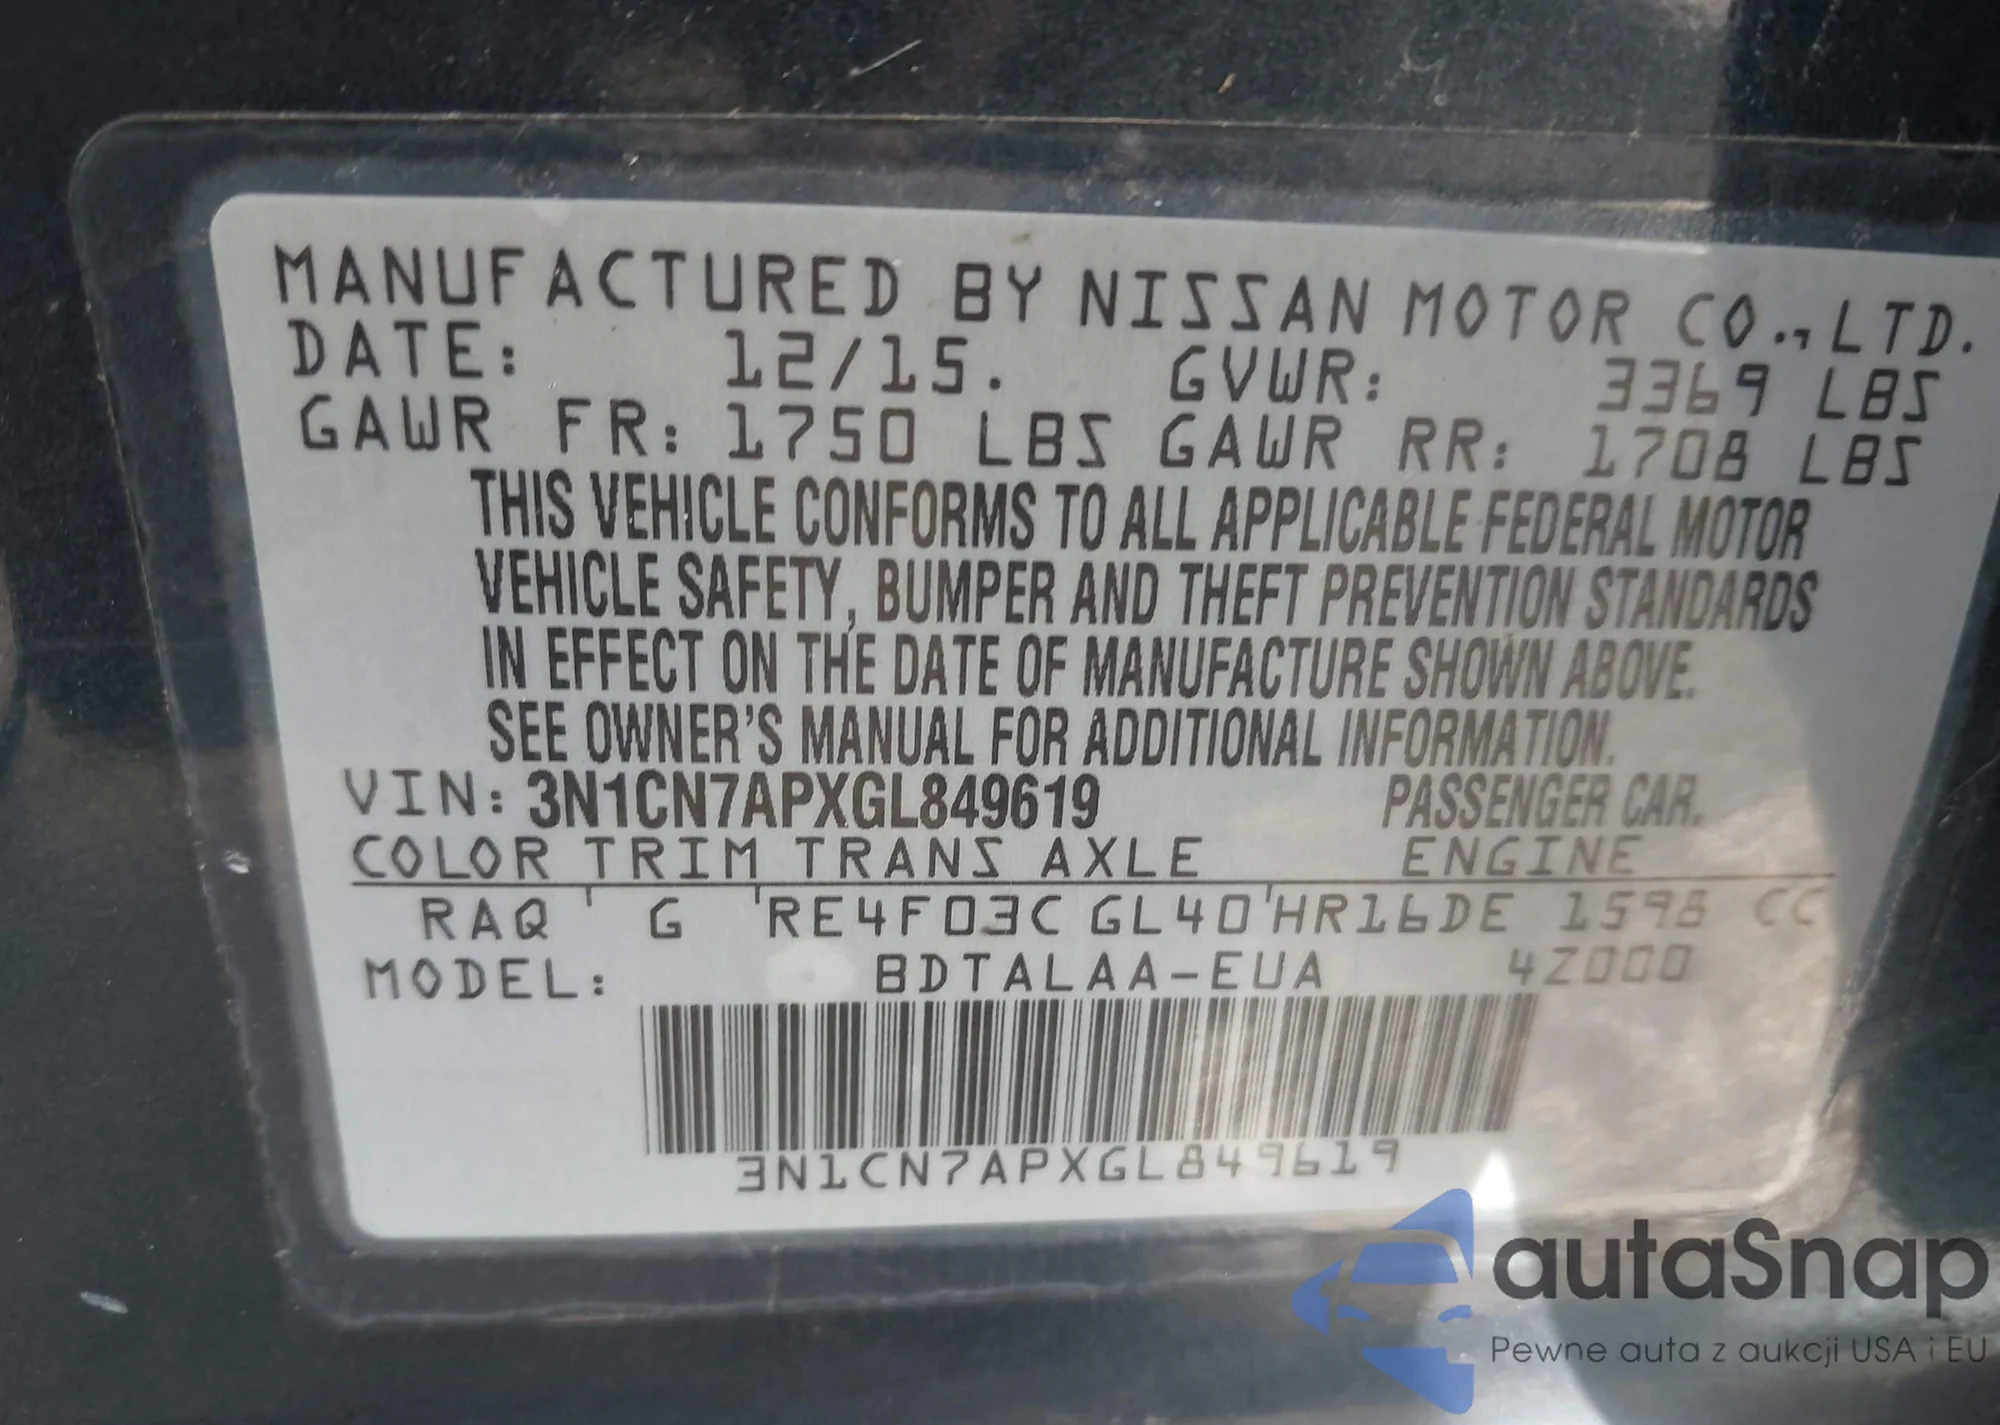 MANUFACTURED BY NISSAN MOTOR CO., LTD.
DATE: 12/15. GVWR: 3369 LBS
GAWR FR: 1750 LBS GAWR RR: 1708 LBS
THIS VEHICLE CONFORMS TO ALL APPLICABLE FEDERAL MOTOR
VEHICLE SAFETY, BUMPER AND THEFT PREVENTION STANDARDS
IN EFFECT ON THE DATE OF MANUFACTURE SHOWN ABOVE.
SEE OWNER'S MANUAL FOR ADDITIONAL INFORMATION.
VIN: 3N1CN7APXGL849619 PASSENGER CAR.
COLOR TRIM TRANS AXLE ENGINE
RAQ ' G 'RE4F03C GL40'HR16DE 1598 CC
MODEL: BDTALAA-EUA 4Z000
3N1CN7APXGL849619
autaSnap
Pewne auta z aukcji USA i EU